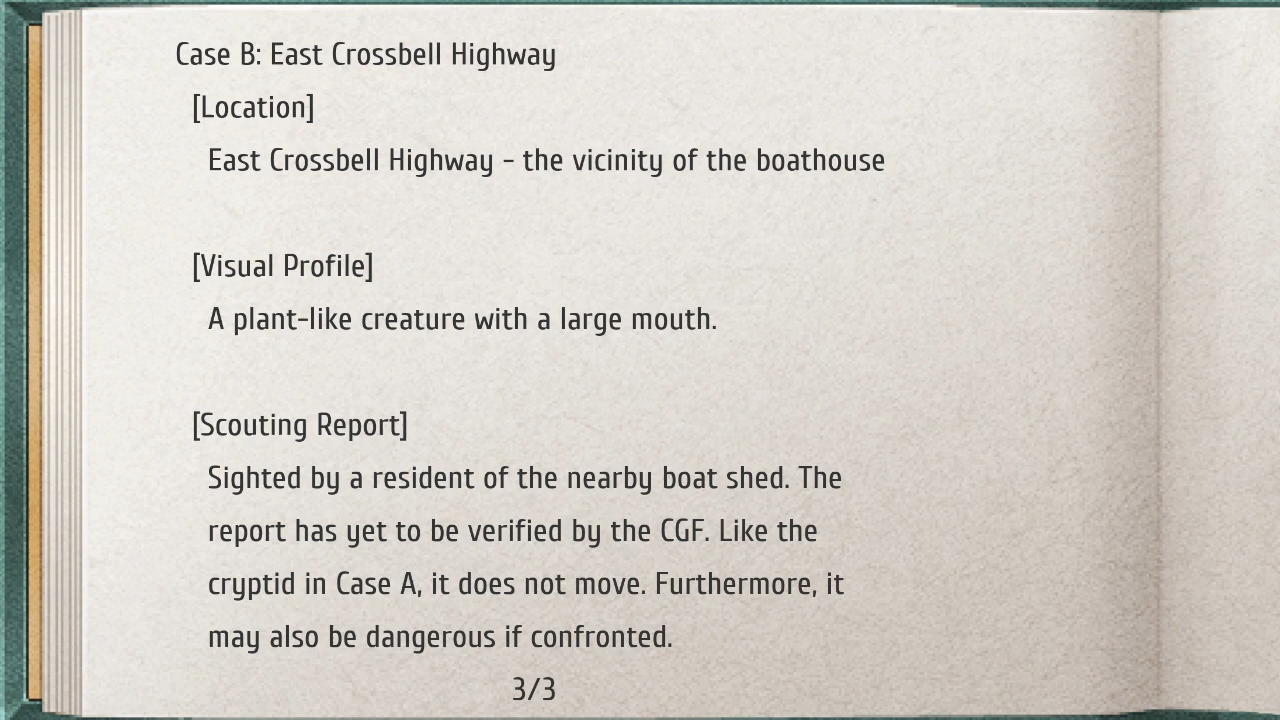 Case B: East Crossbell Highway
[Location]
East Crossbell Highway - the vicinity of the boathouse
[Visual Profile]
A plant-like creature with a large mouth.
[Scouting Report]
Sighted by a resident of the nearby boat shed. The
report has yet to be verified by the CGF. Like the
cryptid in Case A, it does not move. Furthermore, it
may also be dangerous if confronted.
3/3